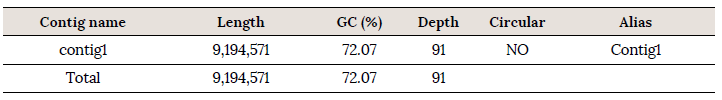 Contig name Length GC (%) Depth Circular Alias
contig1 9,194,571 72.07 91 NO Contig1
Total 9,194,571 72.07 91